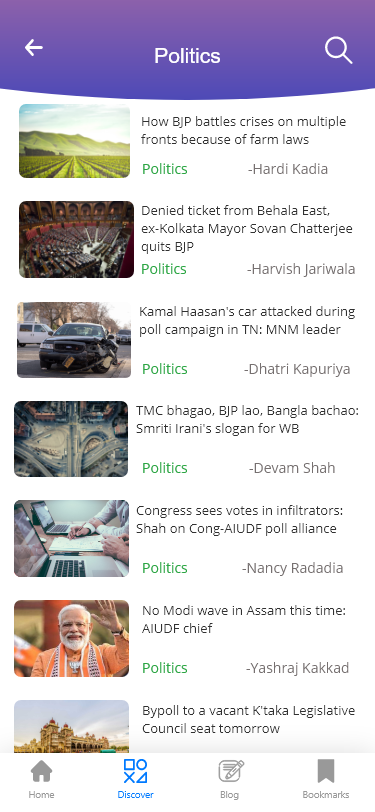 Politics
How BJP battles crises on multiple
fronts because of farm laws
Politics -Hardi Kadia
Denied ticket from Behala East,
ex-Kolkata Mayor Sovan Chatterjee
quits BJP
Politics -Harvish Jariwala
Kamal Haasan's car attacked during
poll campaign in TN: MNM leader
Politics -Dhatri Kapuriya
TMC bhagao, BJP lao, Bangla bachao:
Smriti Irani's slogan for WB
Politics -Devam Shah
Congress sees votes in infiltrators:
Shah on Cong-AIUDF poll alliance
Politics -Nancy Radadia
No Modi wave in Assam this time:
AIUDF chief
Politics -Yashraj Kakkad
Bypoll to a vacant K'taka Legislative
Council seat tomorrow
Home Discover Blog Bookmarks